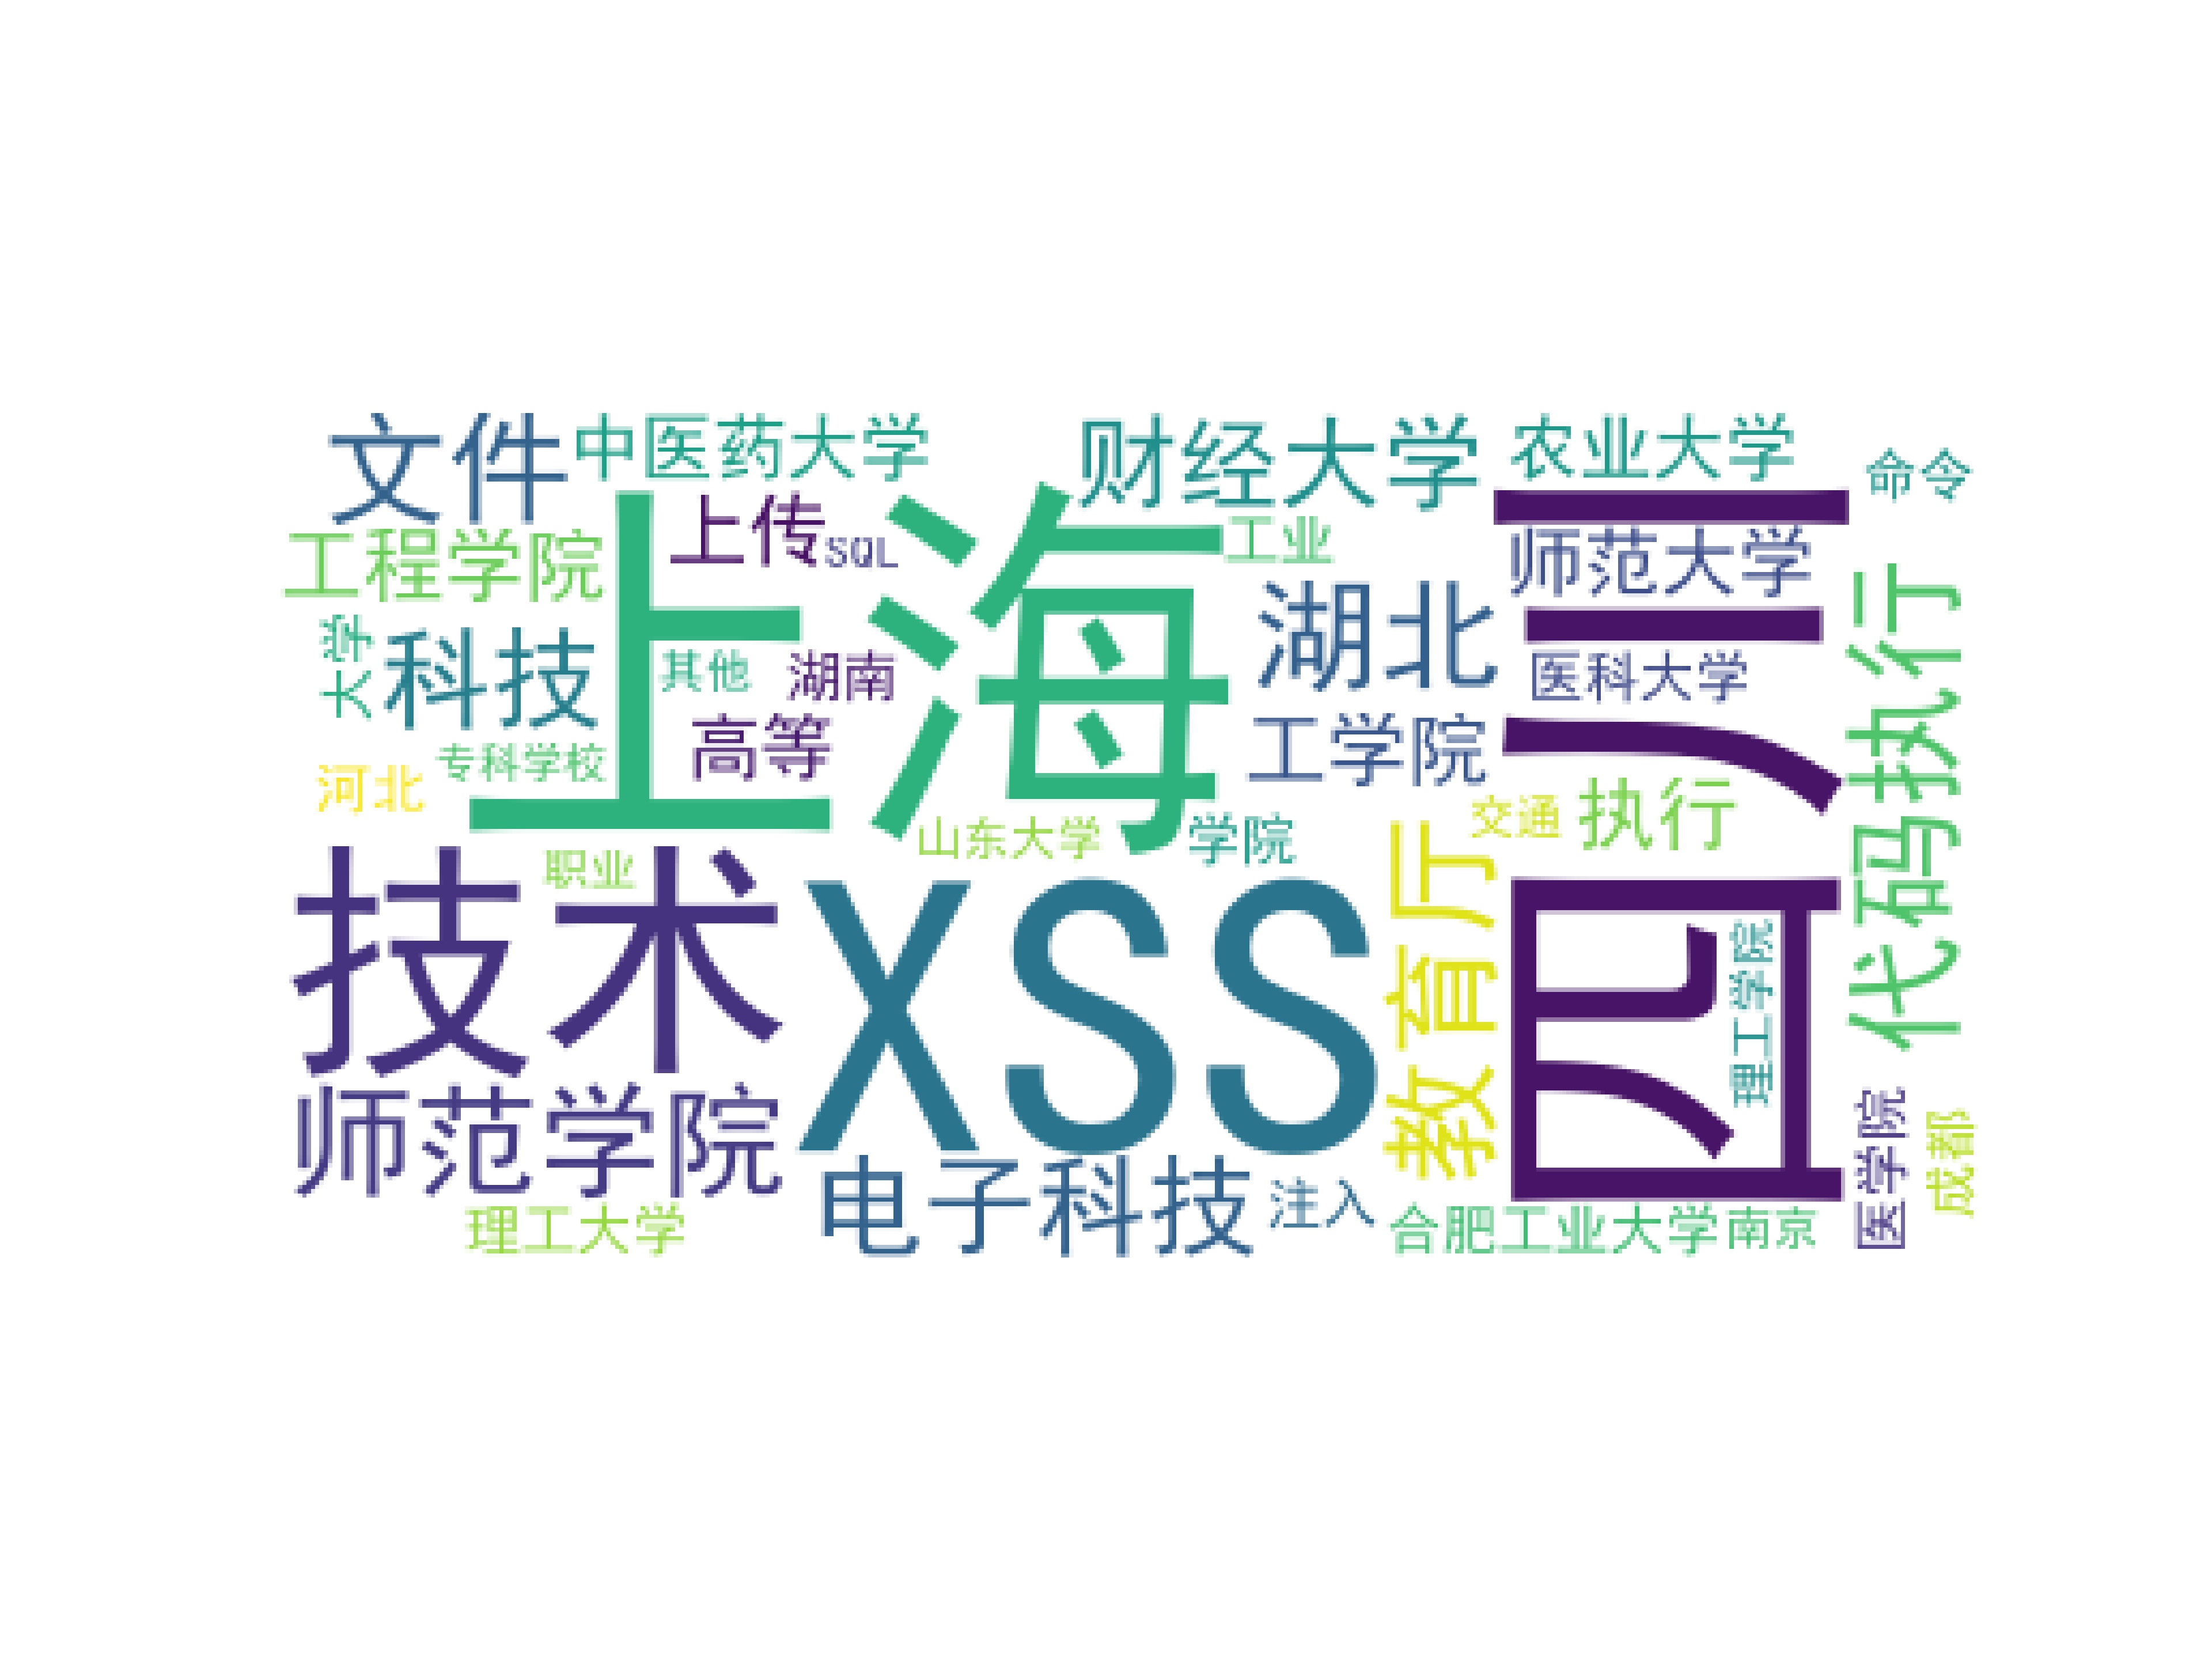 文件
中医药大学
财经大学
农业大学
命令
上传
SQL
工业
师范大学
工程学院
上海
湖北
四川
代码执行
大学
科技
其他
湖南
医科大学
高等
工学院
专科学校
河北
执行
交通
山东大学
学院
教育厅
职业
技术
XSS
理工学院
师范学院
医学院
成都
电子科技
注入
理工大学
合肥工业大学
南京